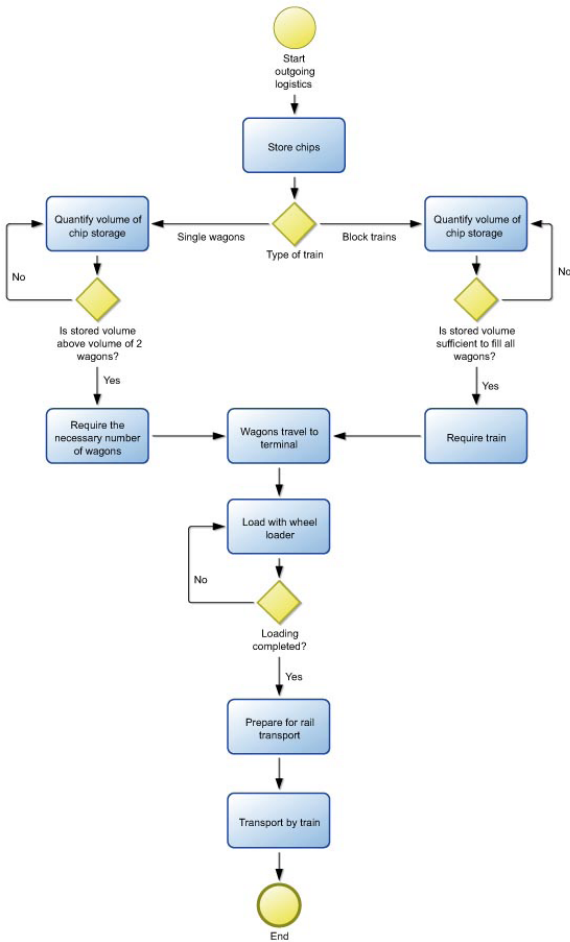 Start
outgoing
logistics
Store chips
Quantify volume of
chip storage
Single wagons
Type of train
Block trains
Quantify volume of
chip storage
No
No
Is stored volume
above volume of 2
wagons?
Is stored volume
sufficient to fill all
wagons?
Yes
Yes
Require the
necessary number
of wagons
Wagons travel to
terminal
Require train
Load with wheel
loader
No
Loading
completed?
Yes
Prepare for rail
transport
Transport by train
End